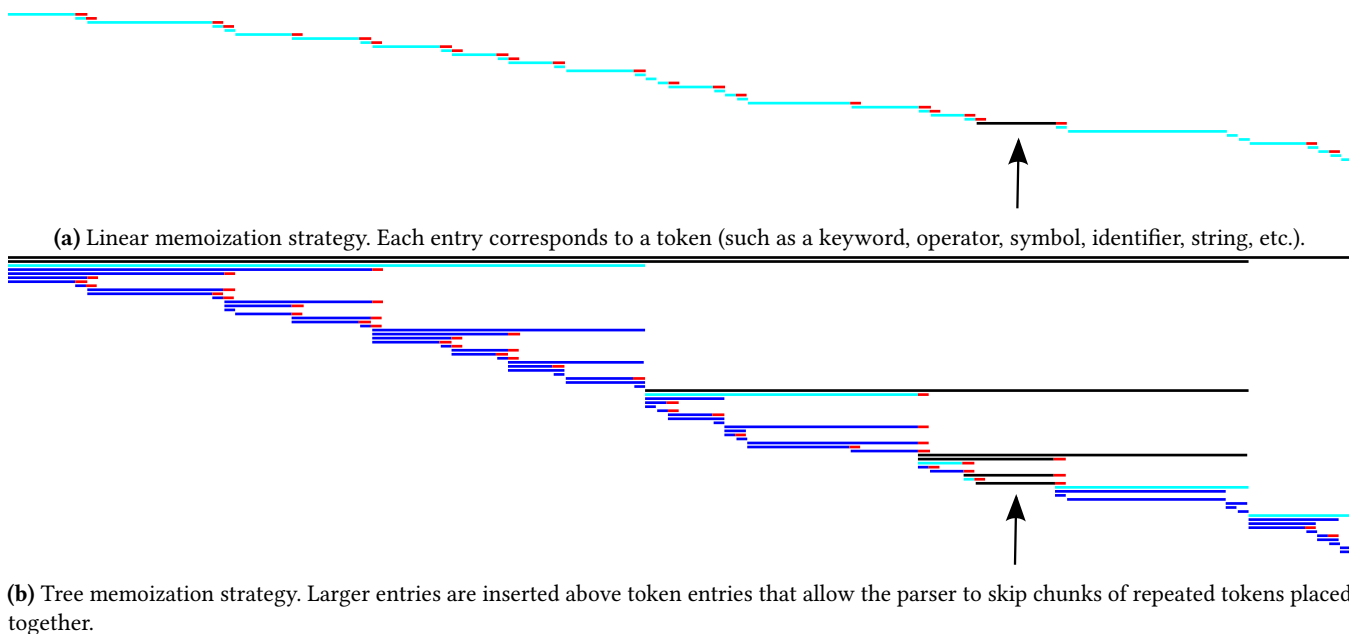 (a) Linear memoization strategy. Each entry corresponds to a token (such as a keyword, operator, symbol, identifier, string, etc.).
(b) Tree memoization strategy. Larger entries are inserted above token entries that allow the parser to skip chunks of repeated tokens placed
together.